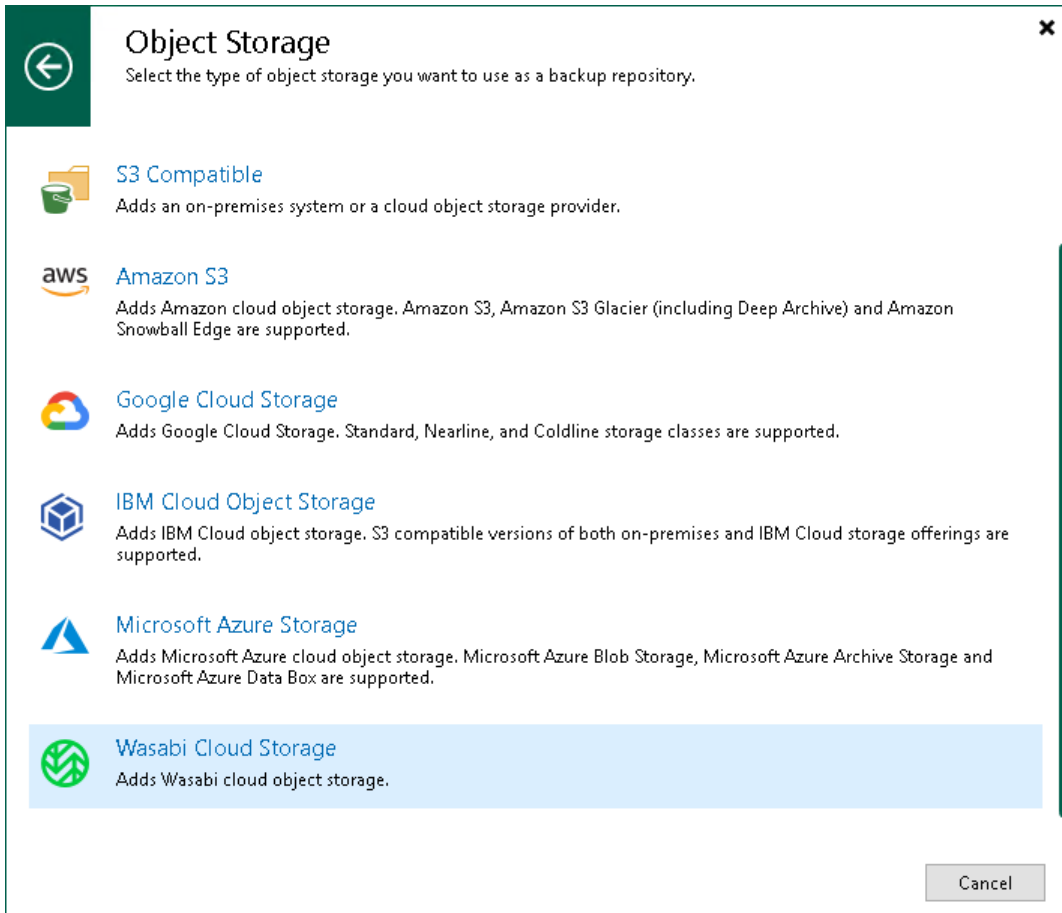 Object Storage
Select the type of object storage you want to use as a backup repository.
S3 Compatible
Adds an on-premises system or a cloud object storage provider.
aws
Amazon S3
Adds Amazon cloud object storage. Amazon S3, Amazon S3 Glacier (including Deep Archive) and Amazon
Snowball Edge are supported.
Google Cloud Storage
Adds Google Cloud Storage. Standard, Nearline, and Coldline storage classes are supported.
IBM Cloud Object Storage
Adds IBM Cloud object storage. S3 compatible versions of both on-premises and IBM Cloud storage offerings are
supported.
Microsoft Azure Storage
Adds Microsoft Azure cloud object storage. Microsoft Azure Blob Storage, Microsoft Azure Archive Storage and
Microsoft Azure Data Box are supported.
Wasabi Cloud Storage
Adds Wasabi cloud object storage.
Cancel